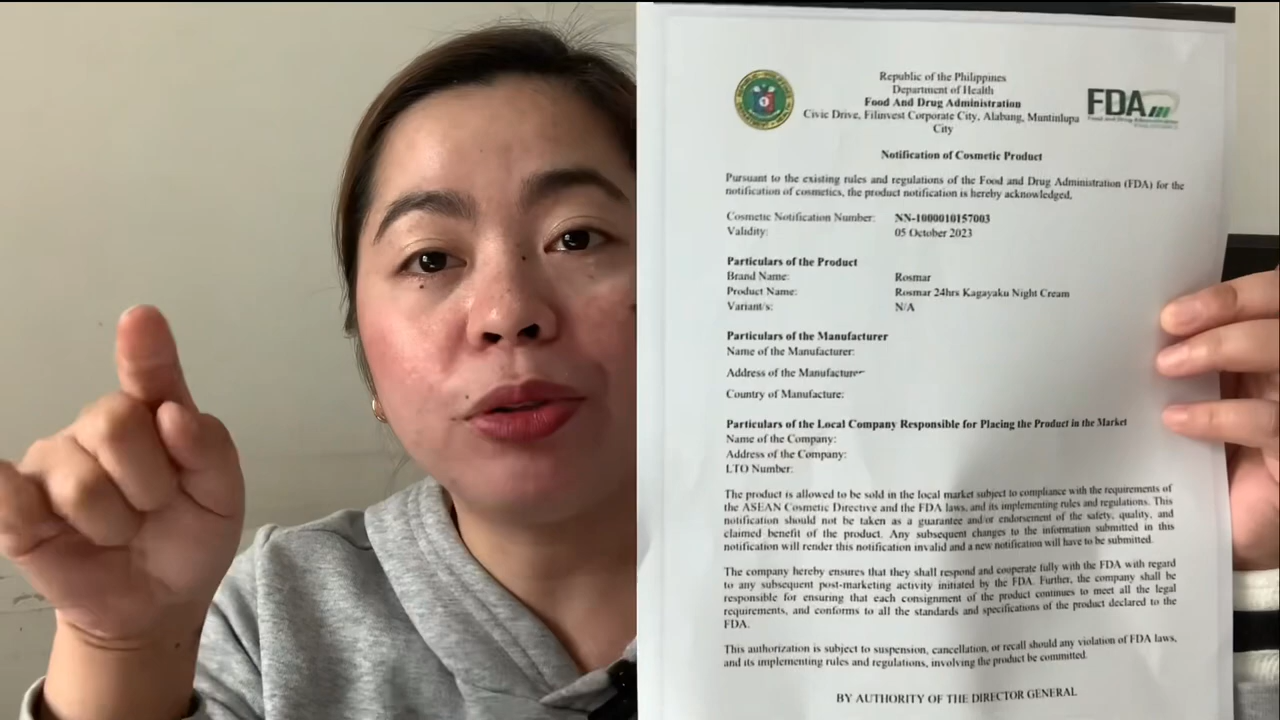 Republic of the Philippines
Department of Health
Food And Drug Administration
Civic Drive, Filinvest Corporate City, Alabang, Muntinlupa
City
FDA
Food and Drug Administration
Notification of Cosmetic Product
Pursuant to the existing rules and regulations of the Food and Drug Administration (FDA) for the
notification of cosmetics, the product notification is hereby acknowledged.
Cosmetic Notification Number: NN-1000010157003
Validity: 05 October 2023
Particulars of the Product
Brand Name: Rosmar
Product Name: Rosmar 24hrs Kagayaku Night Cream
Variant/s: N/A
Particulars of the Manufacturer
Name of the Manufacturer:
Address of the Manufacturer
Country of Manufacture:
Particulars of the Local Company Responsible for Placing the Product in the Market
Name of the Company:
Address of the Company:
LTO Number:
The product is allowed to be sold in the local market subject to compliance with the requirements of
the ASEAN Cosmetic Directive and the FDA laws, and its implementing rules and regulations. This
notification should not be taken as a guarantee and/or endorsement of the safety, quality, and
claimed benefit of the product. Any subsequent changes to the information submitted in this
notification will render this notification invalid and a new notification will have to be submitted.
The company hereby ensures that they shall respond and cooperate fully with the FDA with regard
to any subsequent post-marketing activity initiated by the FDA. Further, the company shall be
responsible for ensuring that each consignment of the product continues to meet all the legal
requirements, and conforms to all the standards and specifications of the product declared to the
FDA.
This authorization is subject to suspension, cancellation, or recall should any violation of FDA laws,
and its implementing rules and regulations, involving the product be committed.
BY AUTHORITY OF THE DIRECTOR GENERAL